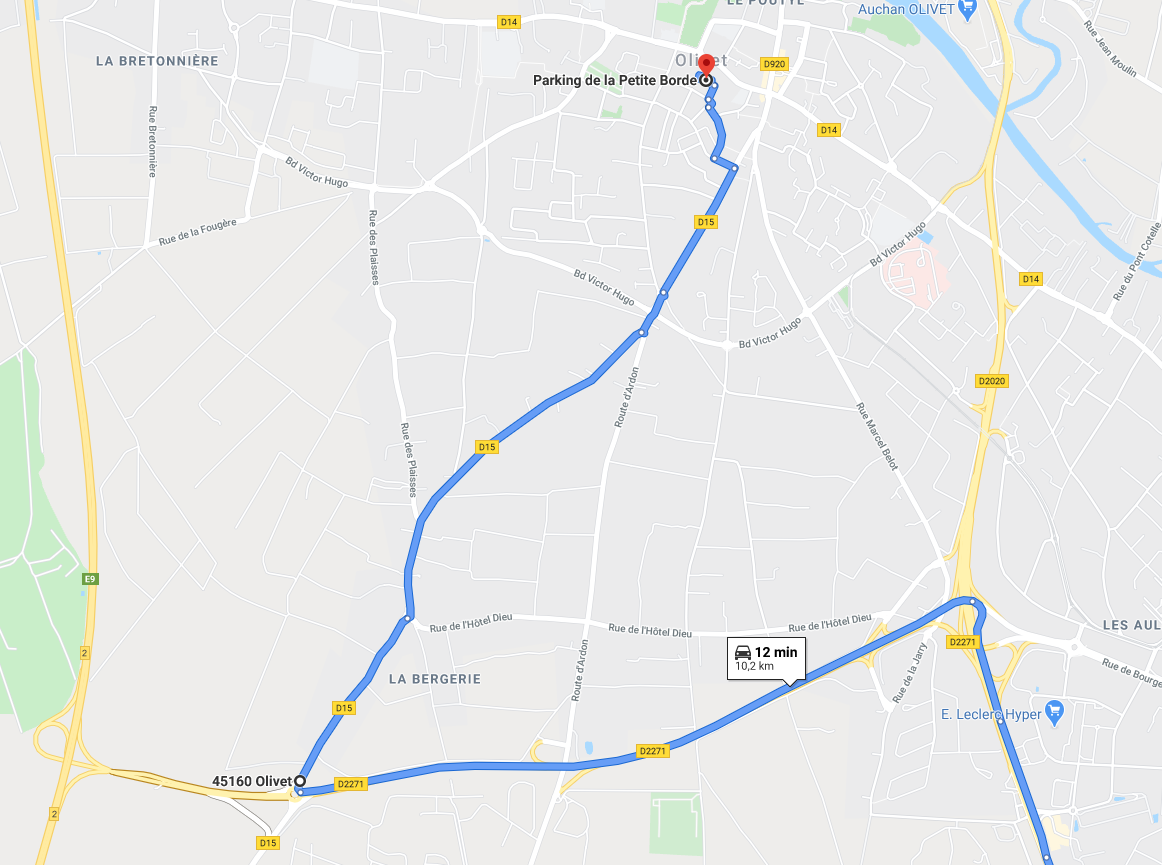 LE POUTYL
Auchan OLIVET
D14
Rue Jean Moulin
LA BRETONNIÈRE
Olivet
D920
Parking de la Petite Borde
Rue Bretonnière
D14
Bd Victor Hugo
Rue de la Fougère
Rue des Plaisses
D15
Bd Victor Hugo
Rue du Pont Cotelle
Bd Victor Hugo
D14
Bd Victor Hugo
Route d'Ardon
D2020
Rue Marcel Belot
D15
Rue des Plaisses
E9
Rue de l'Hôtel Dieu
Rue de l'Hôtel Dieu
Rue de l'Hôtel Dieu
LES AUL
D2271
12 min
10,2 km
2
Route d'Ardon
Rue de la Jarry
Rue de Bourge
LA BERGERIE
D15
E. Leclerc Hyper
D2271
45160 Olivet
D2271
2
D15